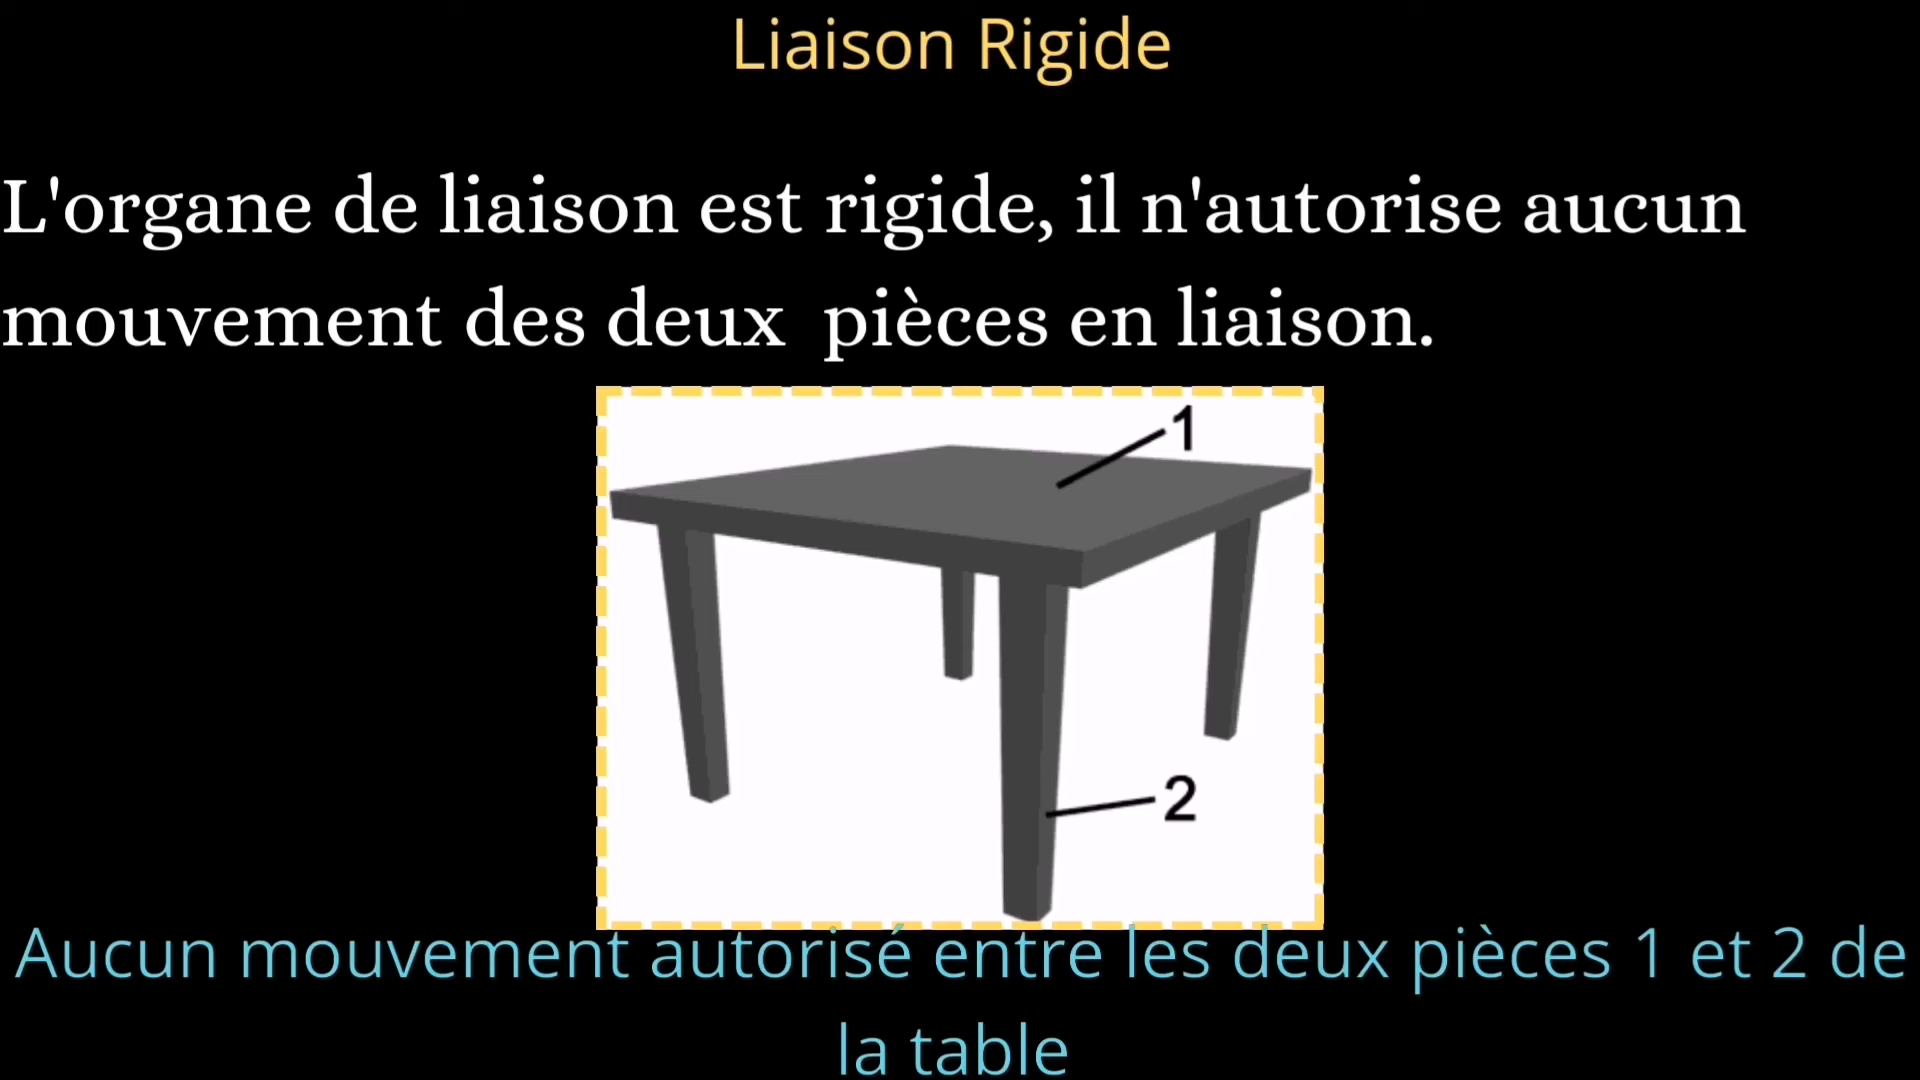 Liaison Rigide
L'organe de liaison est rigide, il n'autorise aucun
mouvement des deux pièces en liaison.
1
2
Aucun mouvement autorisé entre les deux pièces 1 et 2 de
la table